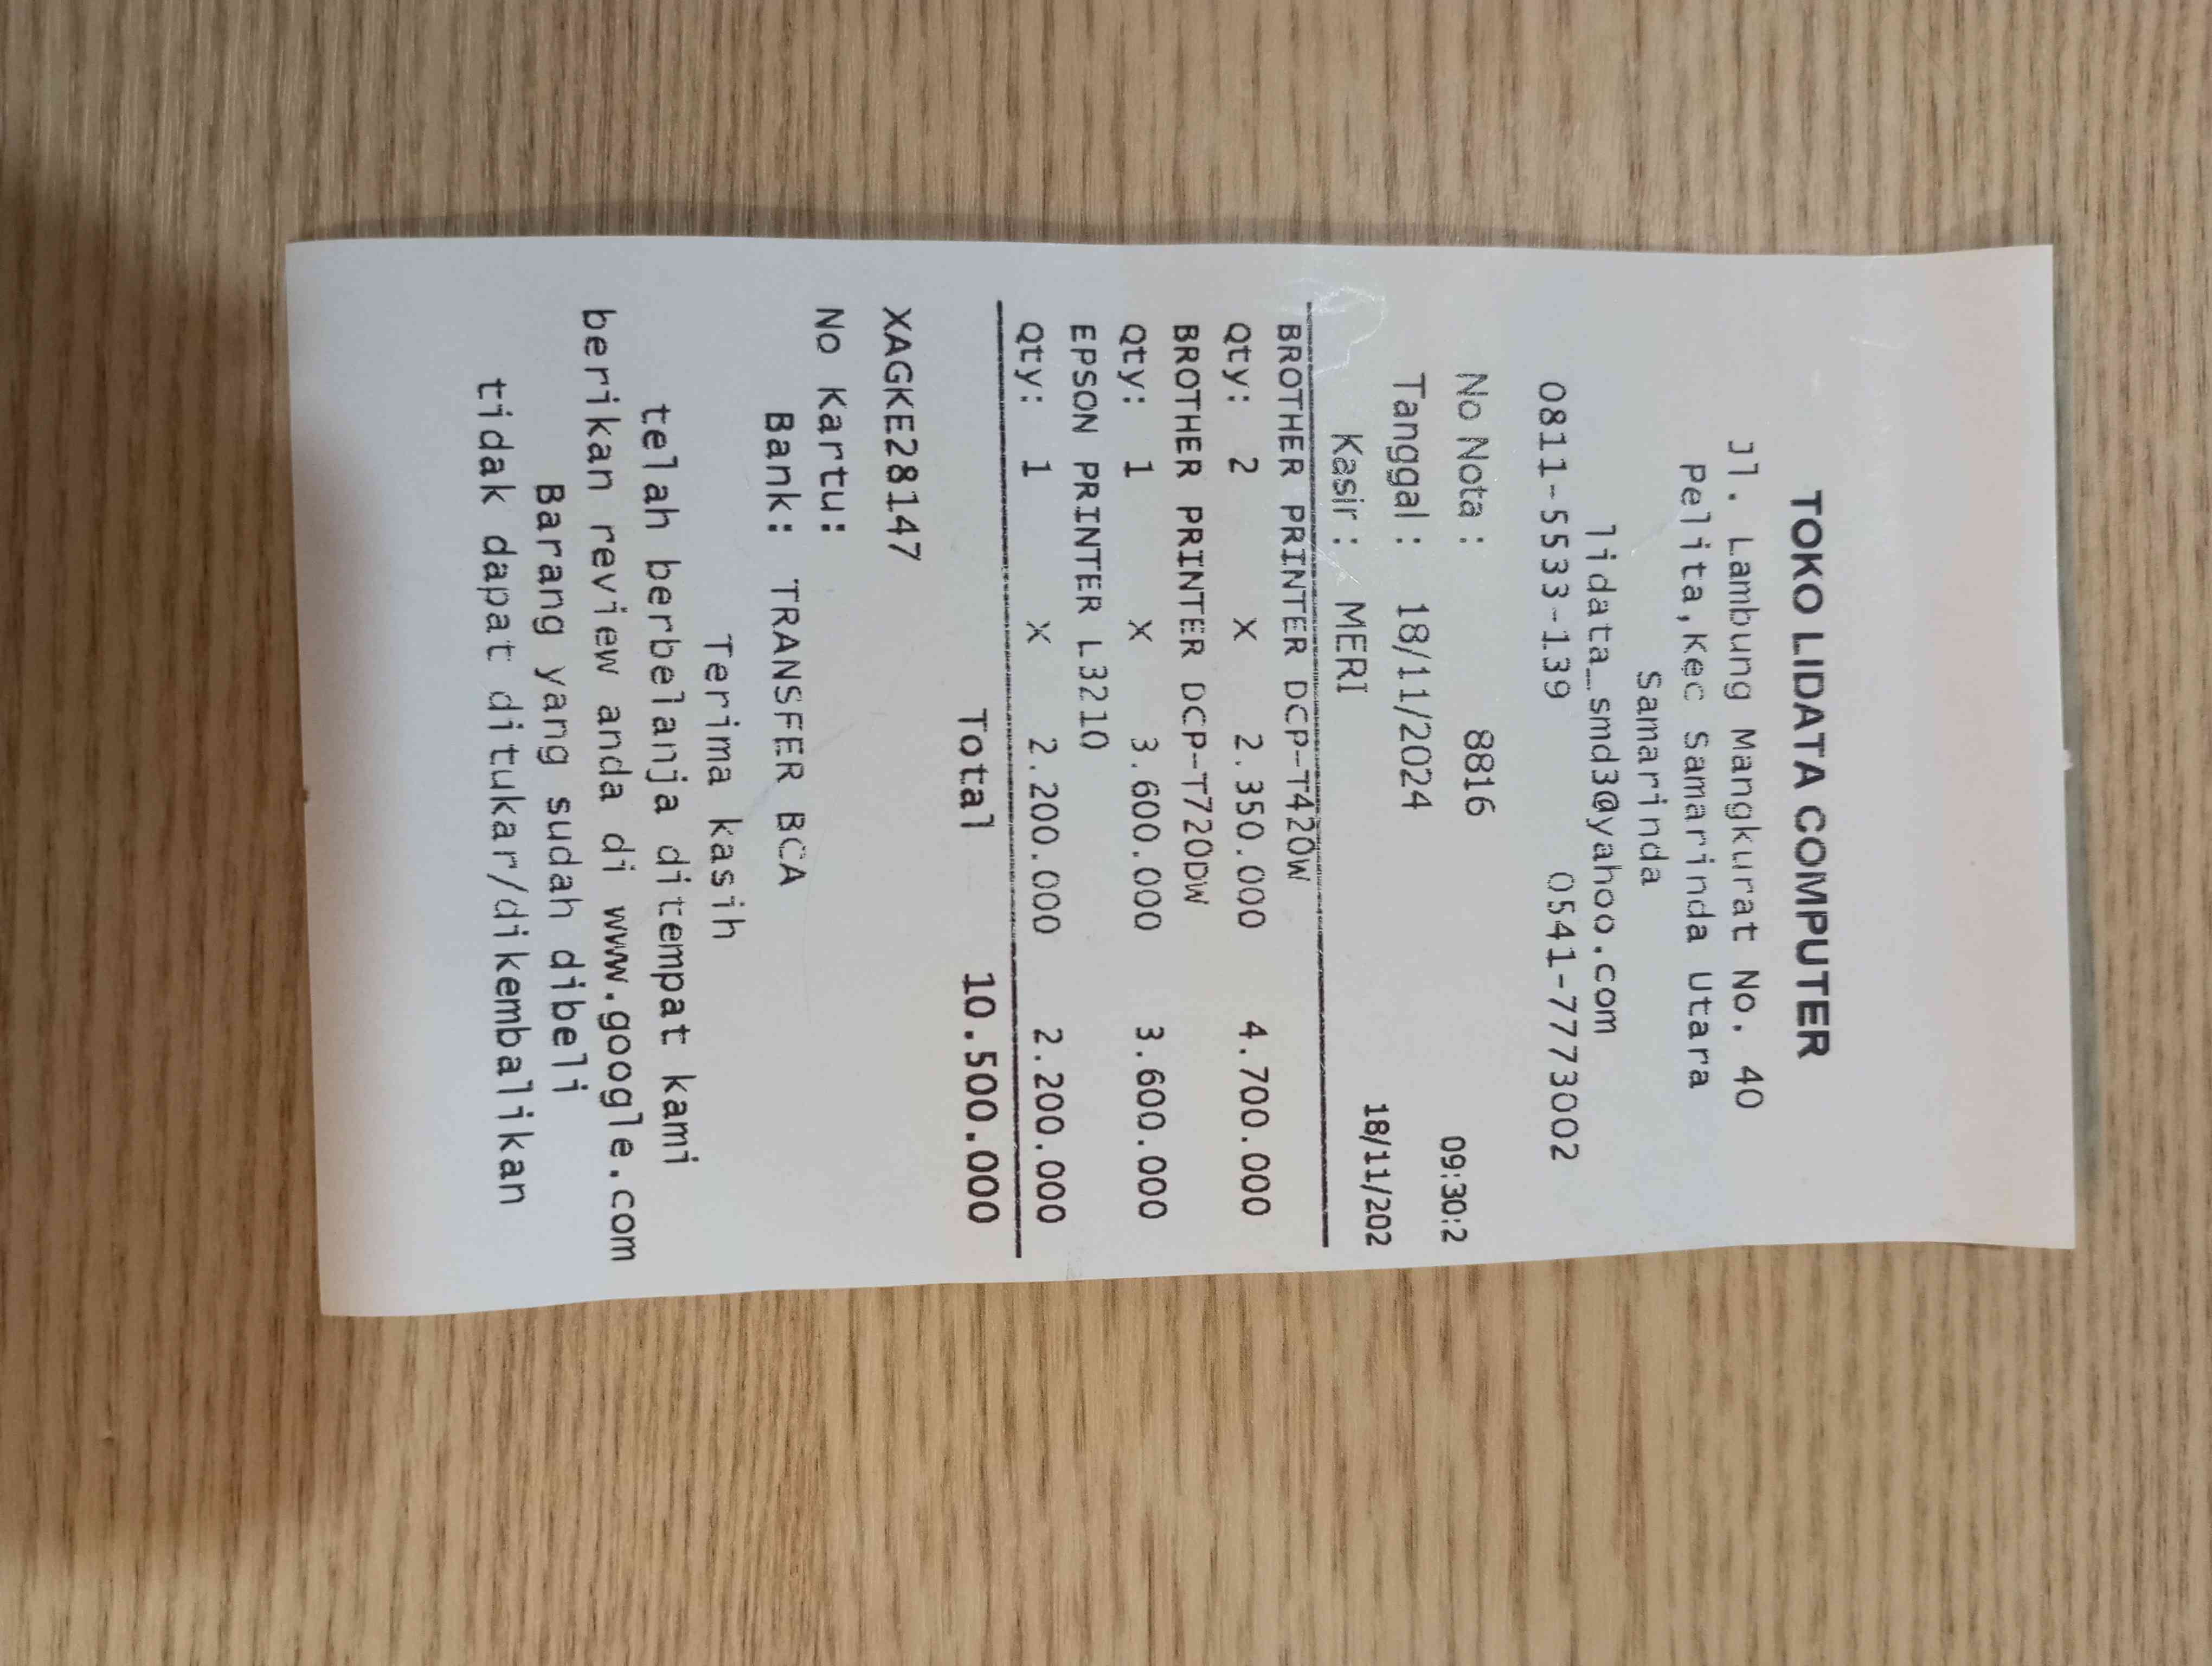 TOKO LIDATA COMPUTER
Jl. Lambung Mangkurat No. 40
Pelita,Kec Samarinda Utara
Samarinda
lidata_smd3@yahoo.com
0811-5533-139 0541-7773002
No Nota : 8816 09:30:2
Tanggal : 18/11/2024
Kasir : MERI 18/11/202
BROTHER PRINTER DCP-T420W
Qty: 2 X 2.350.000 4.700.000
BROTHER PRINTER DCP-T720DW
Qty: 1 X 3.600.000 3.600.000
EPSON PRINTER L3210
Qty: 1 X 2.200.000 2.200.000
Total 10.500.000
XAGKE28147
No Kartu:
Bank: TRANSFER BCA
Terima kasih
telah berbelanja ditempat kami
berikan review anda di www.google.com
Barang yang sudah dibeli
tidak dapat ditukar/dikembalikan